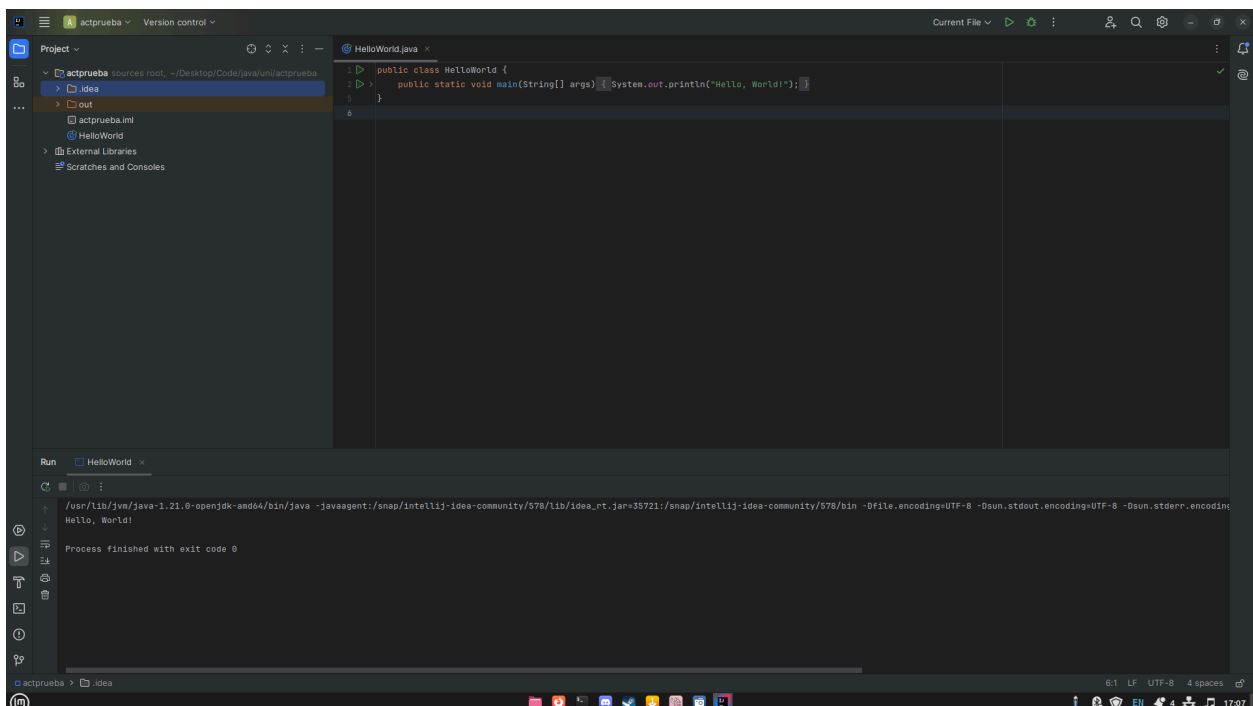 A actprueba Version control Current File
Project HelloWorld.java
actprueba sources root, ~/Desktop/Code/java/uni/actprueba
.idea
out
actprueba.iml
HelloWorld
External Libraries
Scratches and Consoles
1 public class HelloWorld {
2 public static void main(String[] args) { System.out.println("Hello, World!"); }
5 }
6
Run HelloWorld
/usr/lib/jvm/java-1.21.0-openjdk-amd64/bin/java -javaagent:/snap/intellij-idea-community/578/lib/idea_rt.jar=35721:/snap/intellij-idea-community/578/bin -Dfile.encoding=UTF-8 -Dsun.stdout.encoding=UTF-8 -Dsun.stderr.encoding
Hello, World!
Process finished with exit code 0
actprueba > .idea 6:1 LF UTF-8 4 spaces
EN 4 17:07